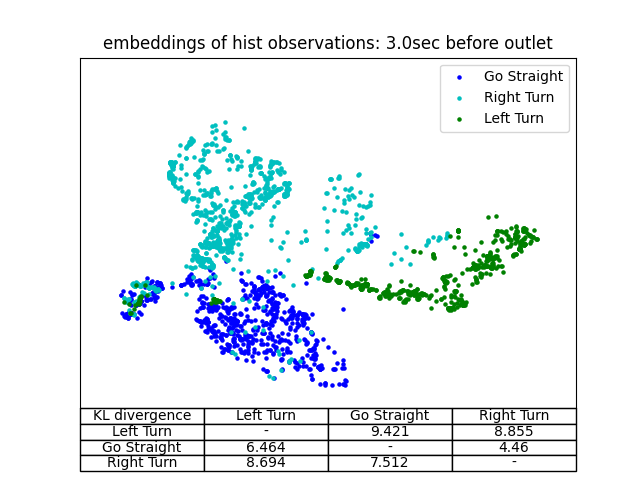 embeddings of hist observations: 3.0sec before outlet
Go Straight
Right Turn
Left Turn
KL divergence Left Turn Go Straight Right Turn
Left Turn - 9.421 8.855
Go Straight 6.464 - 4.46
Right Turn 8.694 7.512 -